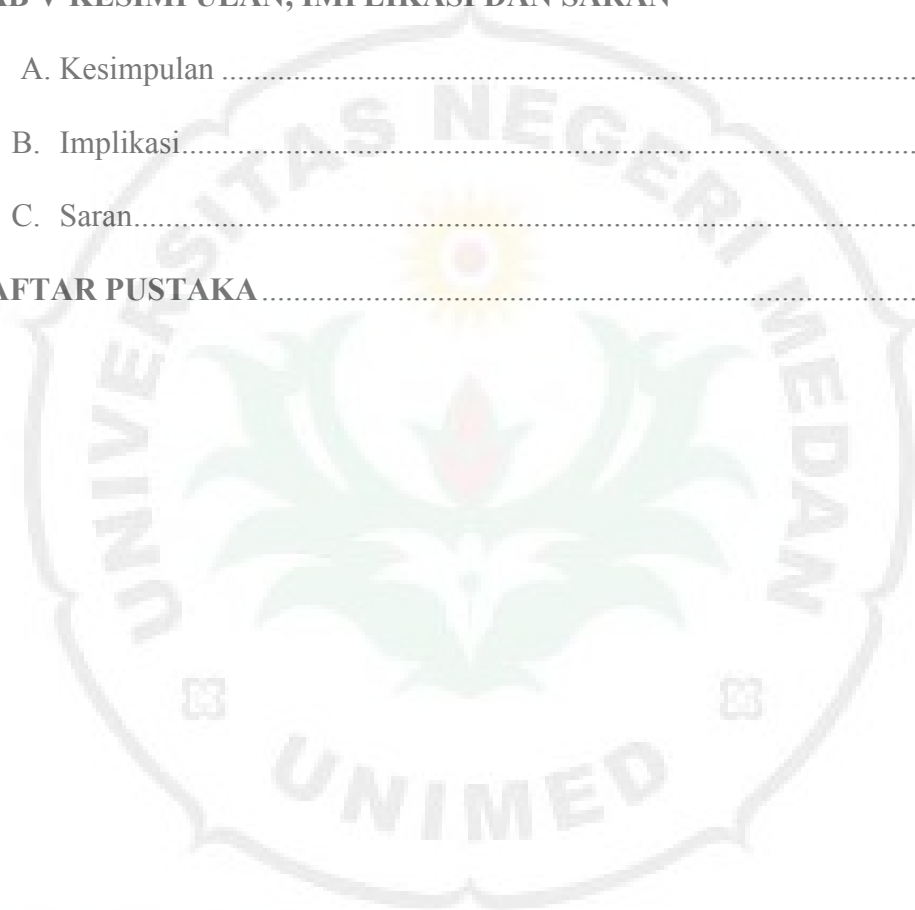 AB V KESIMPULAN, IMPLIKASI DAN SARAN
A. Kesimpulan ....................................................................................
B. Implikasi.........................................................................................
C. Saran...............................................................................................
AFTAR PUSTAKA...................................................................................
UNIVERSITAS NEGERI MEDAN
UNIMED